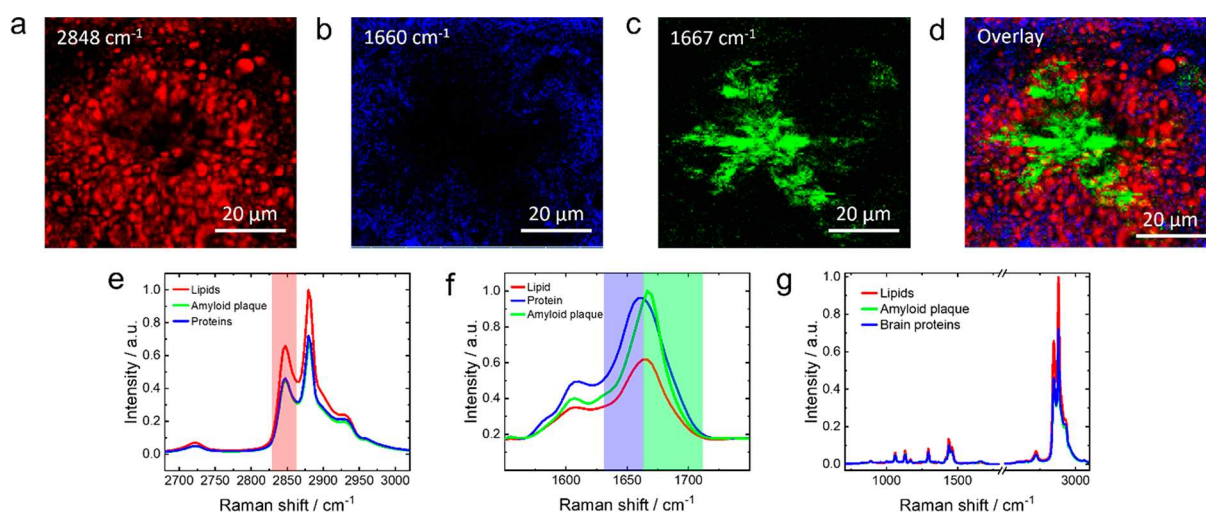 a
2848 cm⁻¹
20 μm
b
1660 cm⁻¹
20 μm
c
1667 cm⁻¹
20 μm
d
Overlay
20 μm
e
Lipids
Amyloid plaque
Proteins
Intensity / a.u.
1.0
0.8
0.6
0.4
0.2
0.0
2700 2750 2800 2850 2900 2950 3000
Raman shift / cm⁻¹
f
Lipid
Protein
Amyloid plaque
Intensity / a.u.
1.0
0.8
0.6
0.4
0.2
1600 1650 1700
Raman shift / cm⁻¹
g
Lipids
Amyloid plaque
Brain proteins
Intensity / a.u.
1.0
0.8
0.6
0.4
0.2
0.0
1000 1500 3000
Raman shift / cm⁻¹